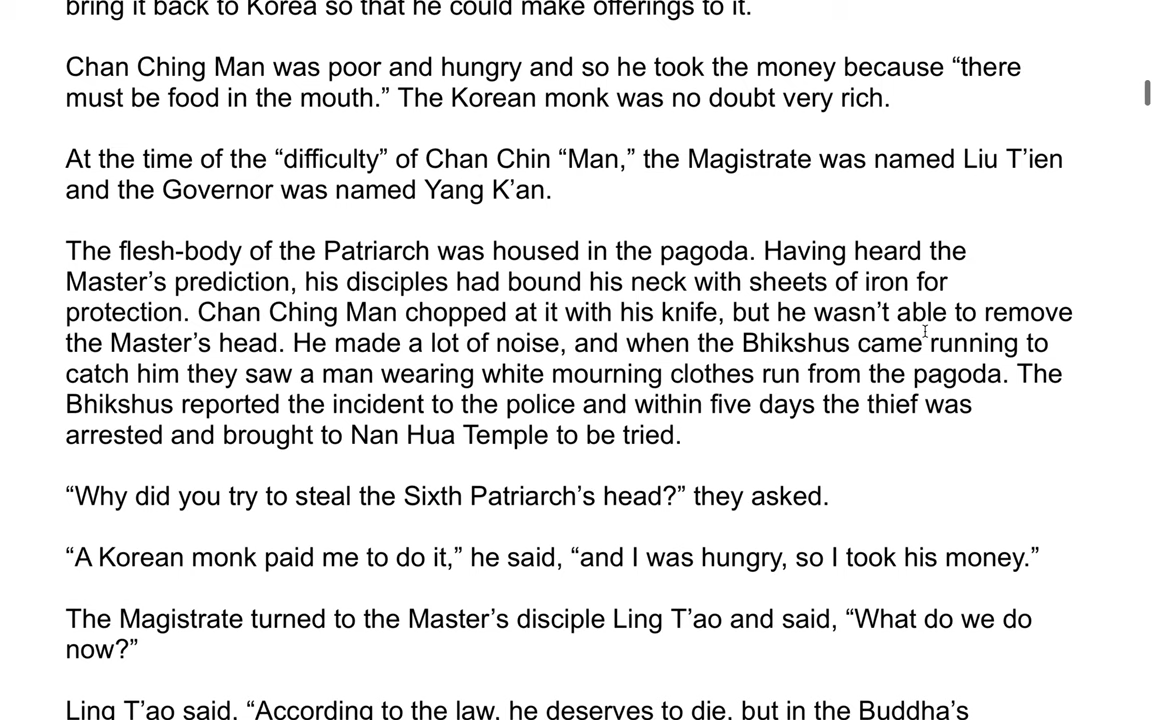 bring it back to Korea so that he could make offerings to it.
Chan Ching Man was poor and hungry and so he took the money because “there
must be food in the mouth.” The Korean monk was no doubt very rich.
At the time of the “difficulty” of Chan Chin “Man,” the Magistrate was named Liu T’ien
and the Governor was named Yang K’an.
The flesh-body of the Patriarch was housed in the pagoda. Having heard the
Master’s prediction, his disciples had bound his neck with sheets of iron for
protection. Chan Ching Man chopped at it with his knife, but he wasn’t able to remove
the Master’s head. He made a lot of noise, and when the Bhikshus came running to
catch him they saw a man wearing white mourning clothes run from the pagoda. The
Bhikshus reported the incident to the police and within five days the thief was
arrested and brought to Nan Hua Temple to be tried.
“Why did you try to steal the Sixth Patriarch’s head?” they asked.
“A Korean monk paid me to do it,” he said, “and I was hungry, so I took his money.”
The Magistrate turned to the Master’s disciple Ling T’ao and said, “What do we do
now?”
Ling T’ao said, “According to the law, he deserves to die, but in the Buddha’s